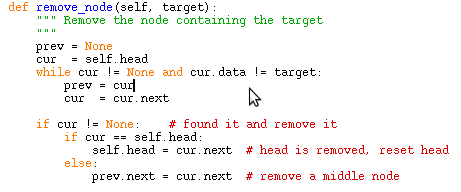 def remove_node(self, target):
    """ Remove the node containing the target
    """
    prev = None
    cur  = self.head
    while cur != None and cur.data != target:
        prev = cur
        cur  = cur.next

    if cur != None:    # found it and remove it
        if cur == self.head:
            self.head = cur.next  # head is removed, reset head
        else:
            prev.next = cur.next  # remove a middle node